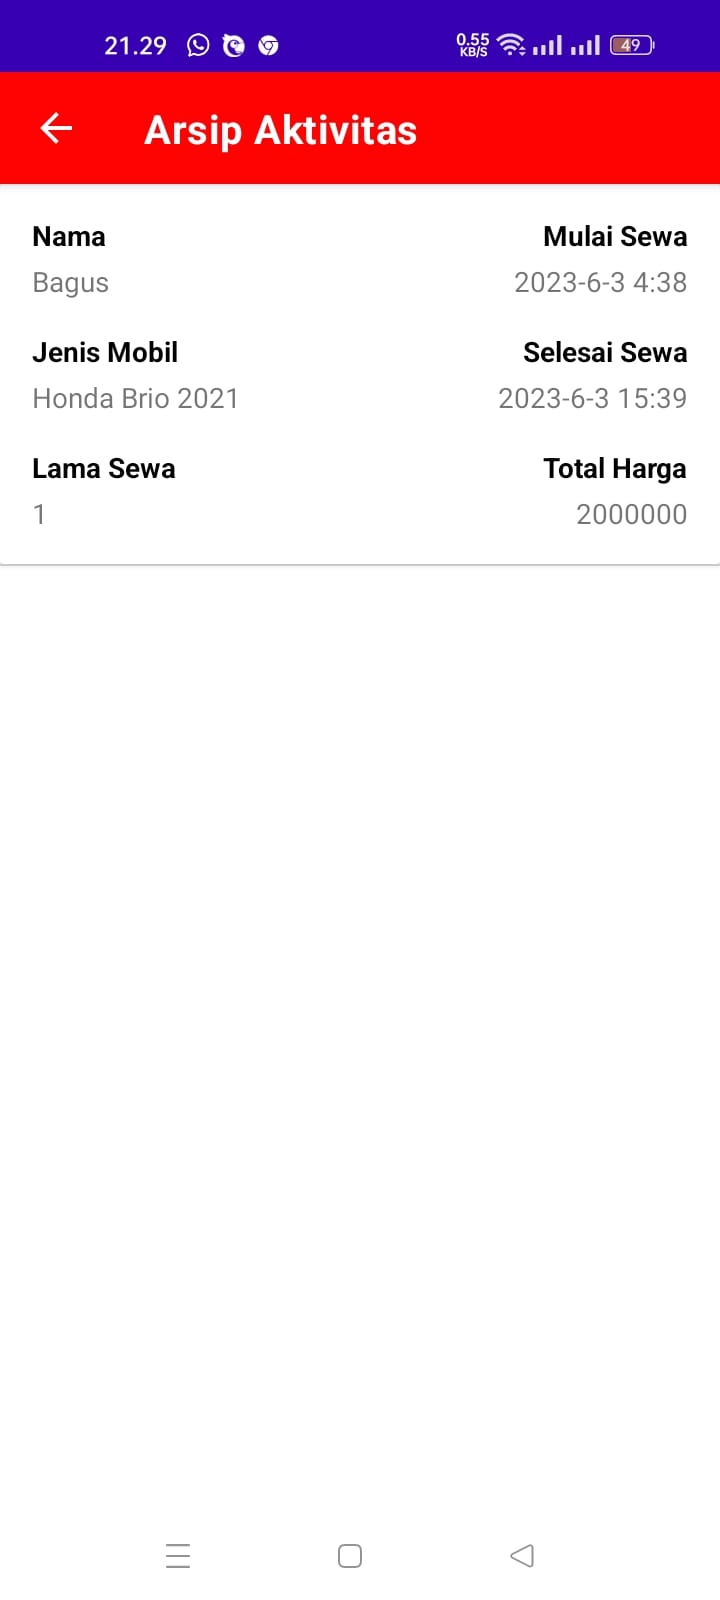 21.29 0.55 KB/S 49
Arsip Aktivitas
Nama Mulai Sewa
Bagus 2023-6-3 4:38
Jenis Mobil Selesai Sewa
Honda Brio 2021 2023-6-3 15:39
Lama Sewa Total Harga
1 2000000